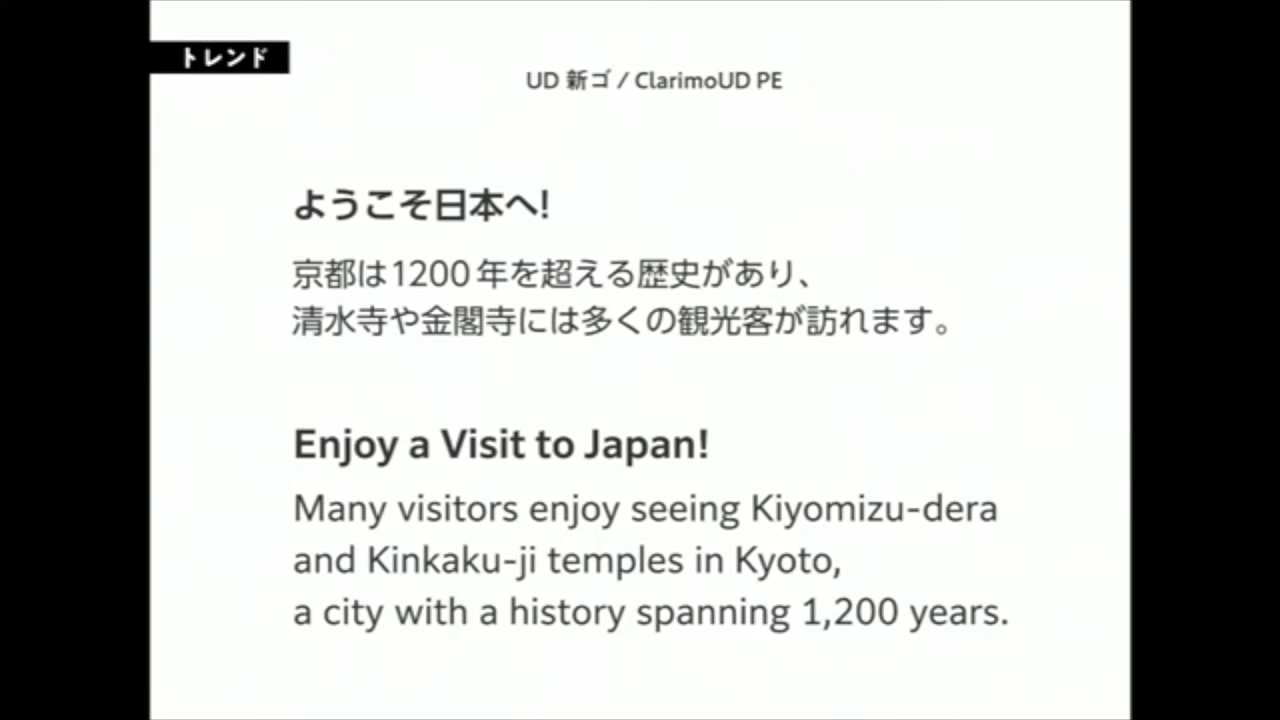 トレンド
UD 新ゴ / ClarimoUD PE
ようこそ日本へ!
京都は1200年を超える歴史があり、
清水寺や金閣寺には多くの観光客が訪れます。
Enjoy a Visit to Japan!
Many visitors enjoy seeing Kiyomizu-dera
and Kinkaku-ji temples in Kyoto,
a city with a history spanning 1,200 years.